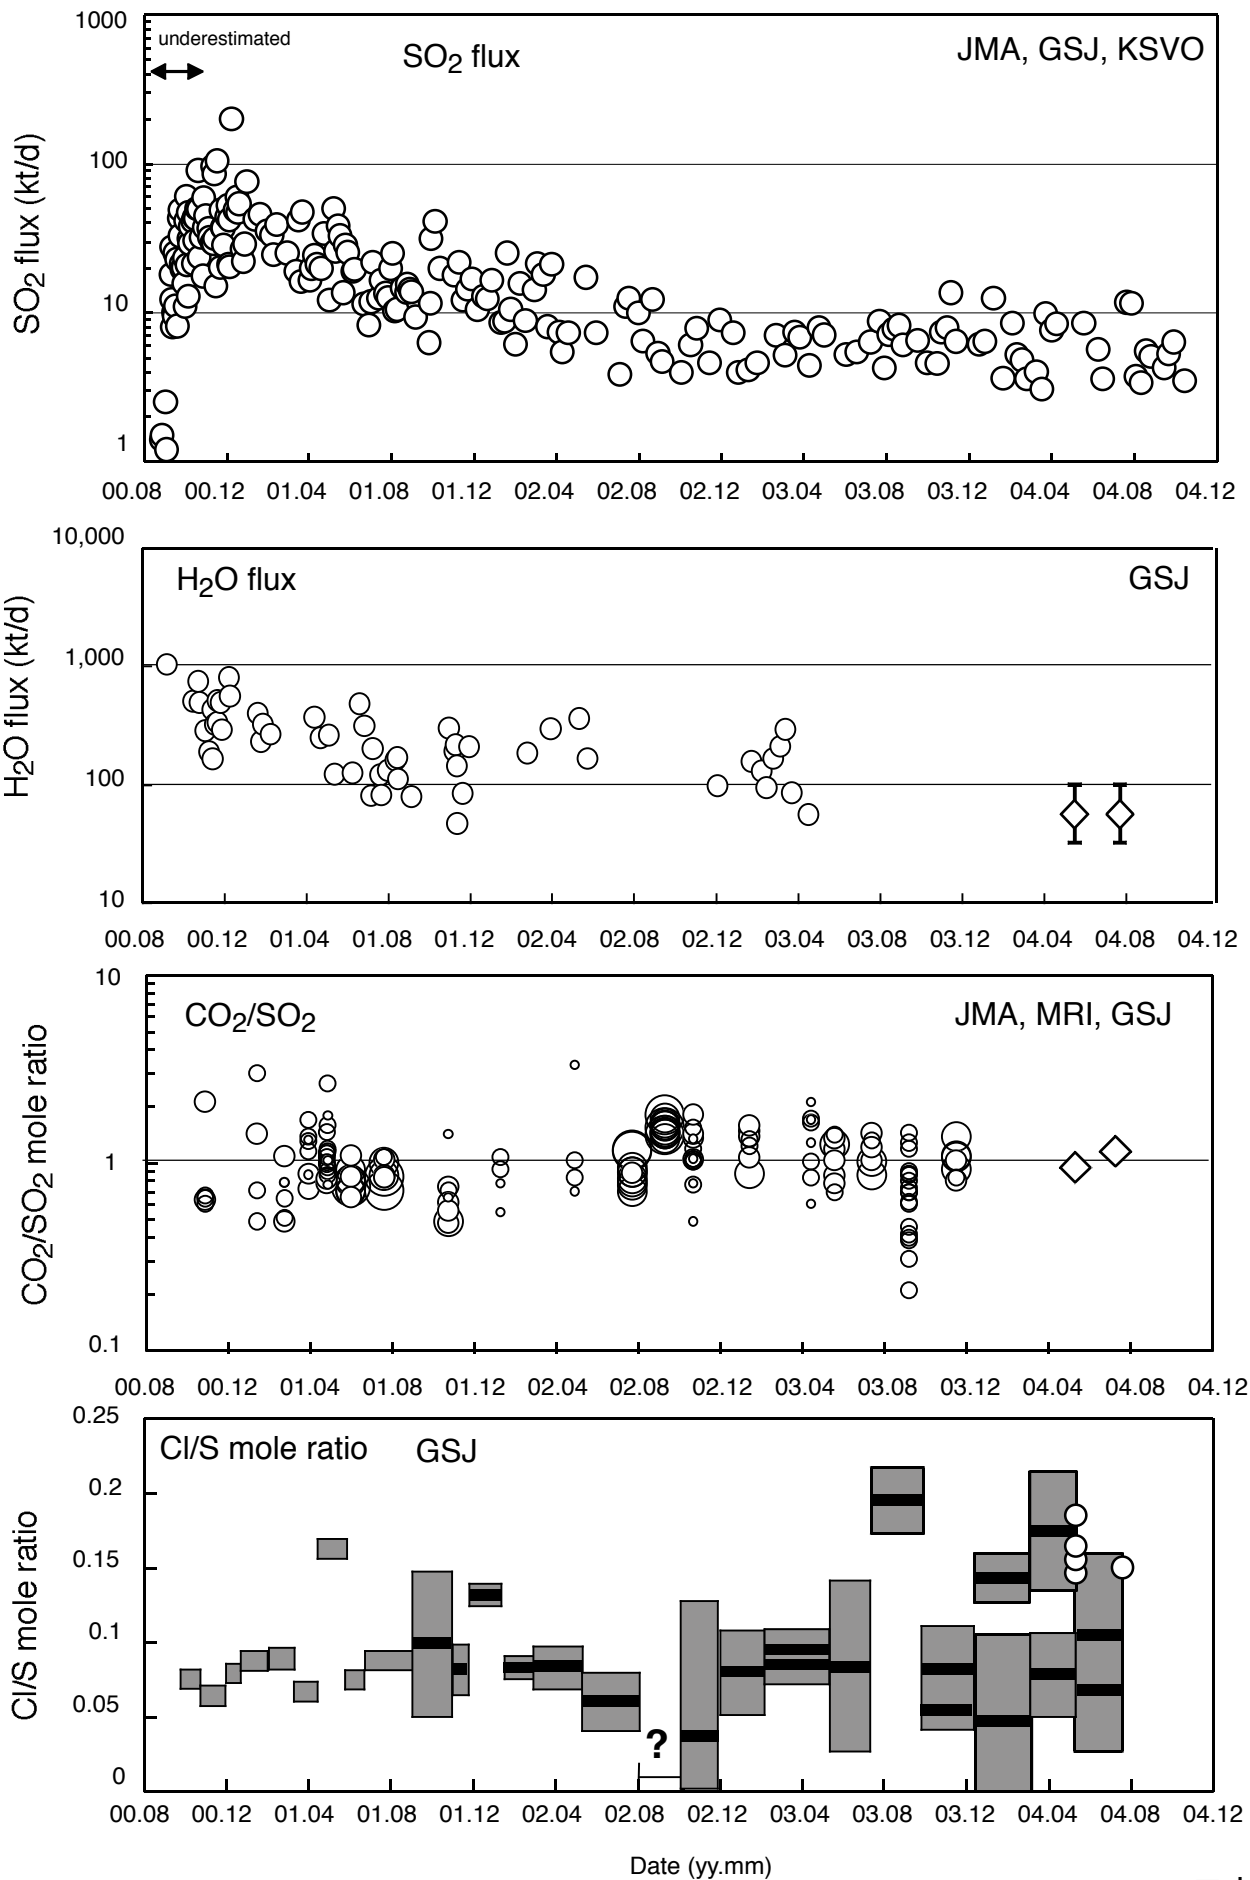 1000
underestimated
SO2 flux
JMA, GSJ, KSVO
SO2 flux (kt/d)
100
10
1
00.08 00.12 01.04 01.08 01.12 02.04 02.08 02.12 03.04 03.08 03.12 04.04 04.08 04.12
10,000
H2O flux
GSJ
H2O flux (kt/d)
1,000
100
10
00.08 00.12 01.04 01.08 01.12 02.04 02.08 02.12 03.04 03.08 03.12 04.04 04.08 04.12
10
CO2/SO2
JMA, MRI, GSJ
CO2/SO2 mole ratio
1
0.1
00.08 00.12 01.04 01.08 01.12 02.04 02.08 02.12 03.04 03.08 03.12 04.04 04.08 04.12
0.25
Cl/S mole ratio GSJ
Cl/S mole ratio
0.2
0.15
0.1
0.05
?
0
00.08 00.12 01.04 01.08 01.12 02.04 02.08 02.12 03.04 03.08 03.12 04.04 04.08 04.12
Date (yy.mm)